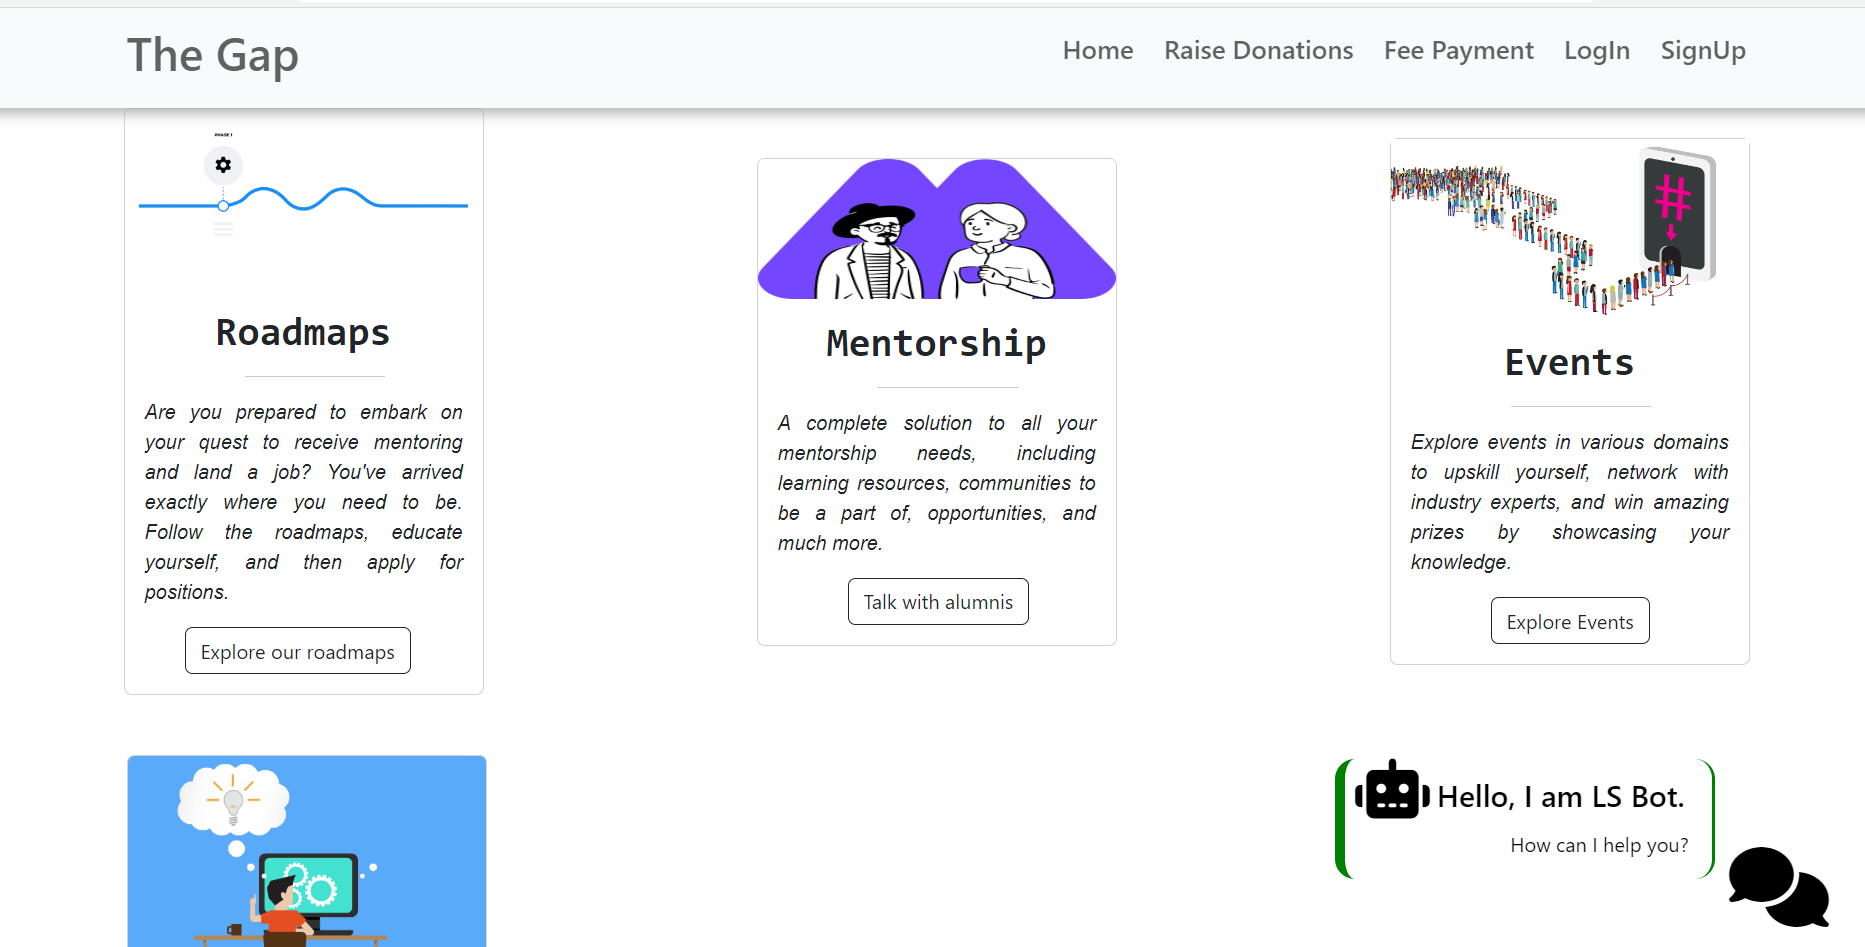 The Gap
Home Raise Donations Fee Payment LogIn SignUp
PHASE 1
Roadmaps
Are you prepared to embark on
your quest to receive mentoring
and land a job? You've arrived
exactly where you need to be.
Follow the roadmaps, educate
yourself, and then apply for
positions.
Explore our roadmaps
Mentorship
A complete solution to all your
mentorship needs, including
learning resources, communities to
be a part of, opportunities, and
much more.
Talk with alumnis
#
Events
Explore events in various domains
to upskill yourself, network with
industry experts, and win amazing
prizes by showcasing your
knowledge.
Explore Events
Hello, I am LS Bot.
How can I help you?